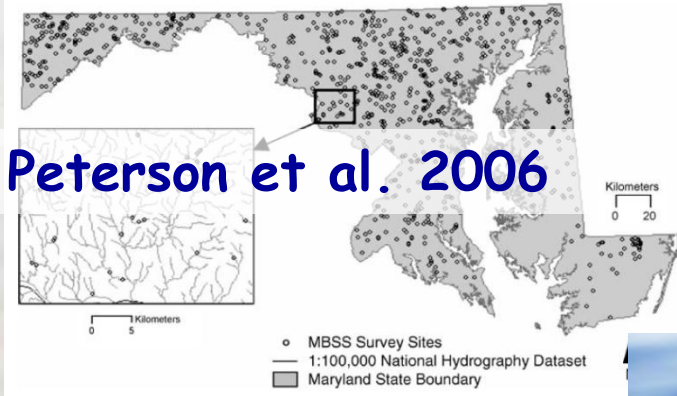 Peterson et al. 2006
Kilometers
0 20
Kilometers
0 5
MBSS Survey Sites
1:100,000 National Hydrography Dataset
Maryland State Boundary